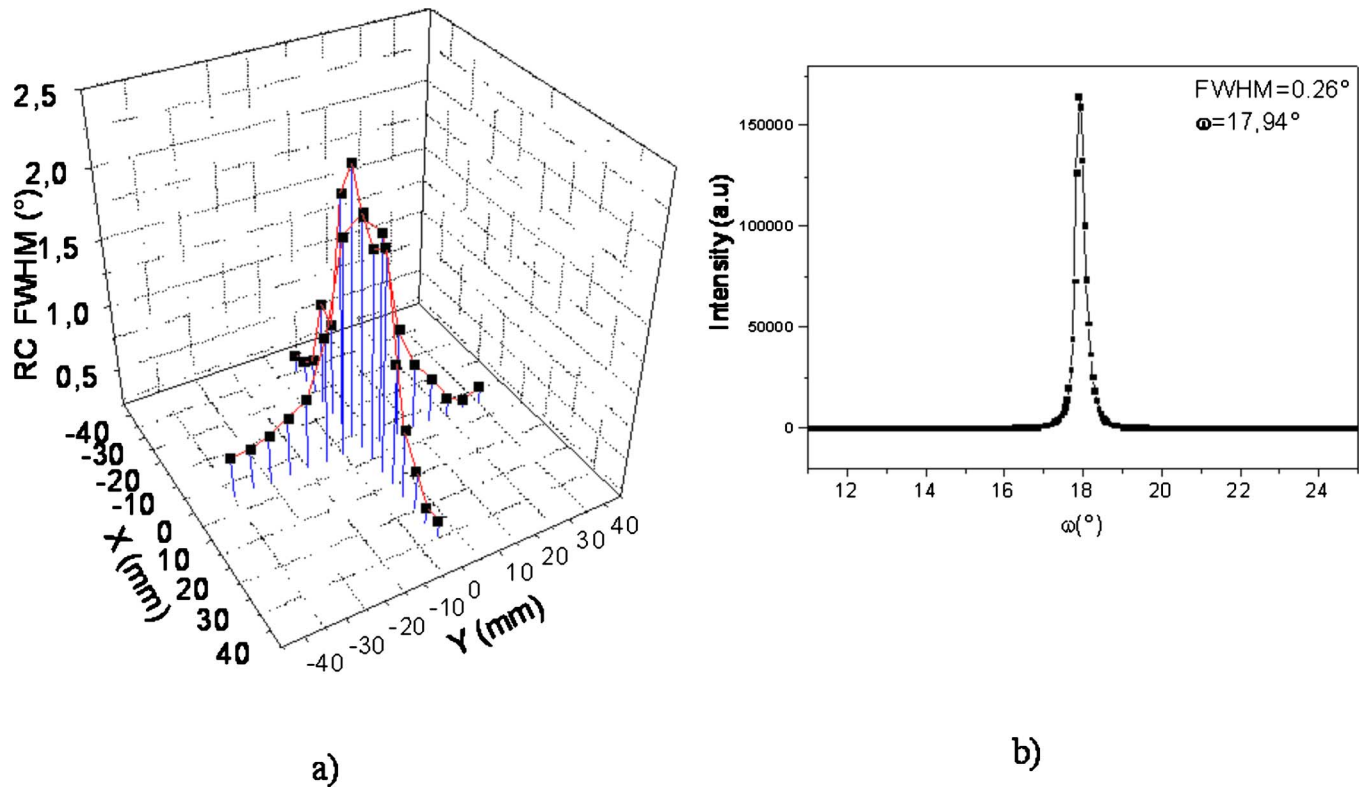 2,5
2,0
1,5
1,0
0,5
RC FWHM (°)
-40
-30
-20
-10
0
10
20
30
40
X (mm)
-40
-30
-20
-10
0
10
20
30
40
Y (mm)
a)
FWHM=0.26°
ω=17,94°
150000
100000
50000
0
Intensity (a.u)
12 14 16 18 20 22 24
ω(°)
b)